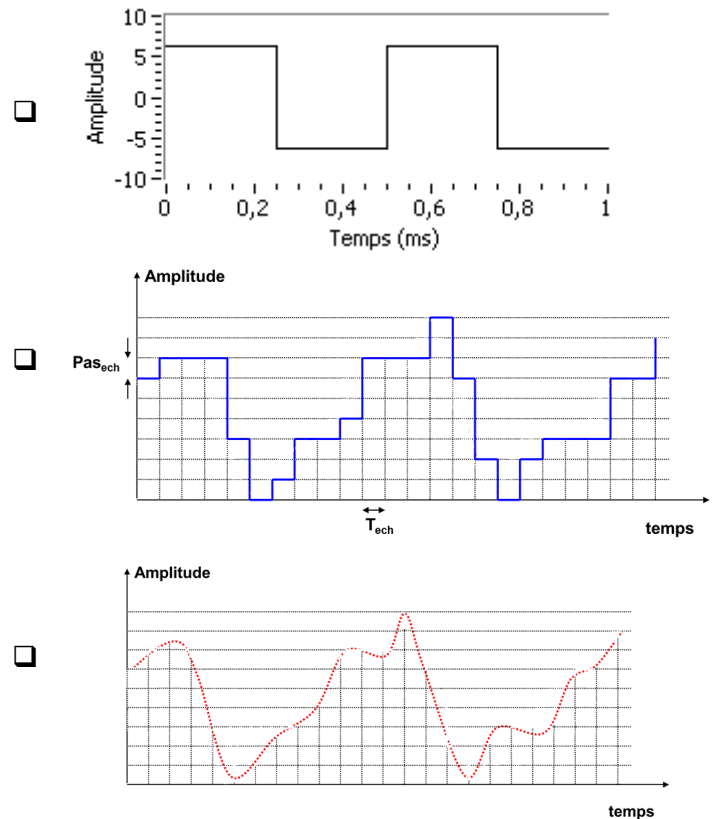 10
5
0
-5
-10
Amplitude
0 0,2 0,4 0,6 0,8 1
Temps (ms)
Amplitude
Pas ech
T ech
temps
Amplitude
temps